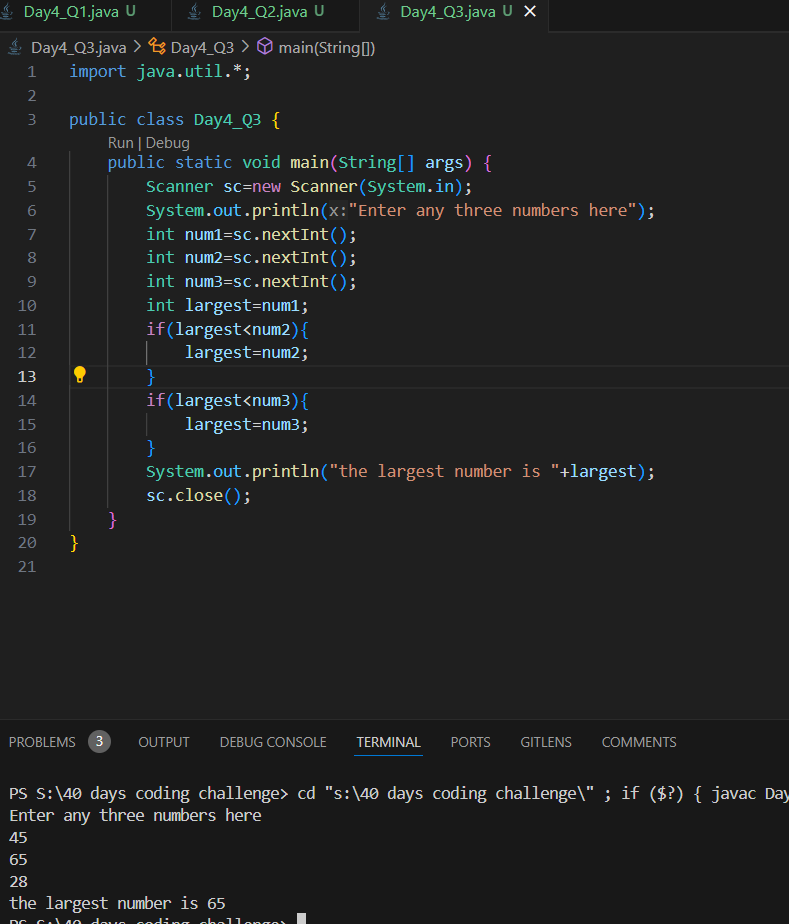 Day4_Q1.java U Day4_Q2.java U Day4_Q3.java U
Day4_Q3.java > Day4_Q3 > main(String[])
1 import java.util.*;
2
3 public class Day4_Q3 {
Run | Debug
4 public static void main(String[] args) {
5 Scanner sc=new Scanner(System.in);
6 System.out.println(x:"Enter any three numbers here");
7 int num1=sc.nextInt();
8 int num2=sc.nextInt();
9 int num3=sc.nextInt();
10 int largest=num1;
11 if(largest<num2){
12 largest=num2;
13 }
14 if(largest<num3){
15 largest=num3;
16 }
17 System.out.println("the largest number is "+largest);
18 sc.close();
19 }
20 }
21
PROBLEMS 3 OUTPUT DEBUG CONSOLE TERMINAL PORTS GITLENS COMMENTS
PS S:\40 days coding challenge> cd "s:\40 days coding challenge\" ; if ($?) { javac Day
Enter any three numbers here
45
65
28
the largest number is 65
PS S:\40 days coding challenge>